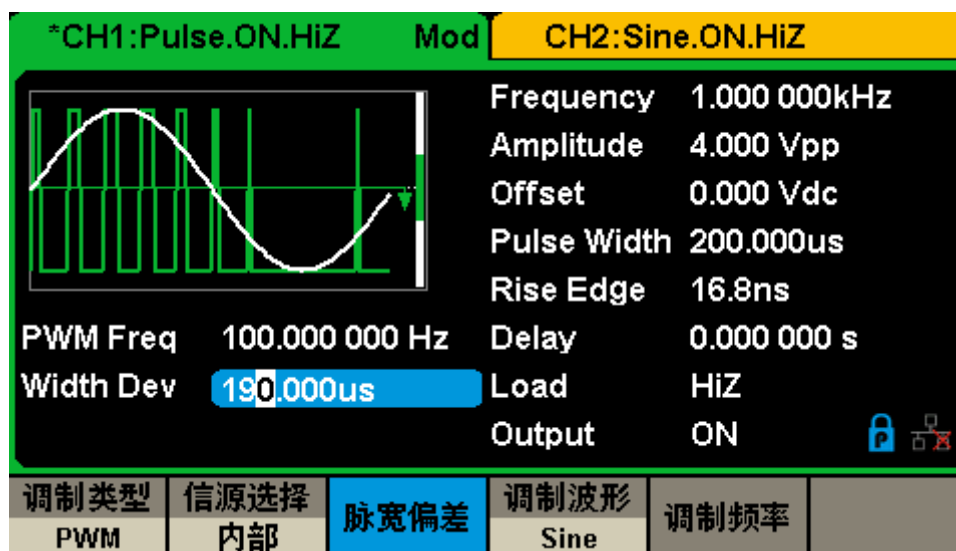 *CH1:Pulse.ON.HiZ Mod CH2:Sine.ON.HiZ
Frequency 1.000 000kHz
Amplitude 4.000 Vpp
Offset 0.000 Vdc
Pulse Width 200.000us
Rise Edge 16.8ns
PWM Freq 100.000 000 Hz Delay 0.000 000 s
Width Dev 190.000us Load HiZ
Output ON P
调制类型 信源选择 脉宽偏差 调制波形 调制频率
PWM 内部 Sine